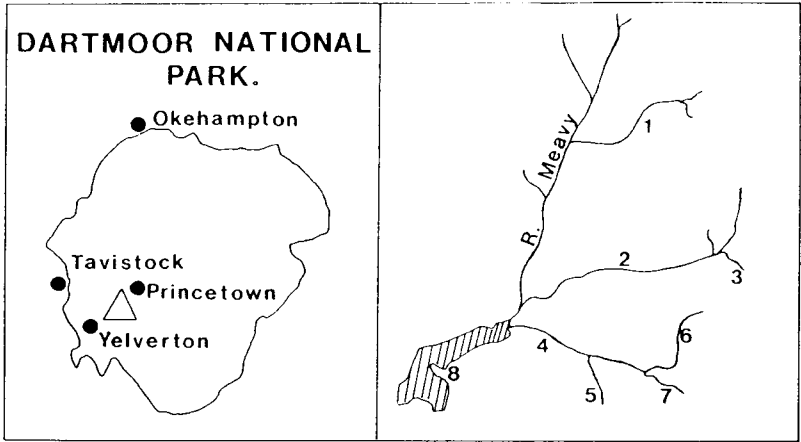 DARTMOOR NATIONAL
PARK.
Okehampton
Tavistock
Princetown
Yelverton
R. Meavy
1
2
3
4
5
6
7
8